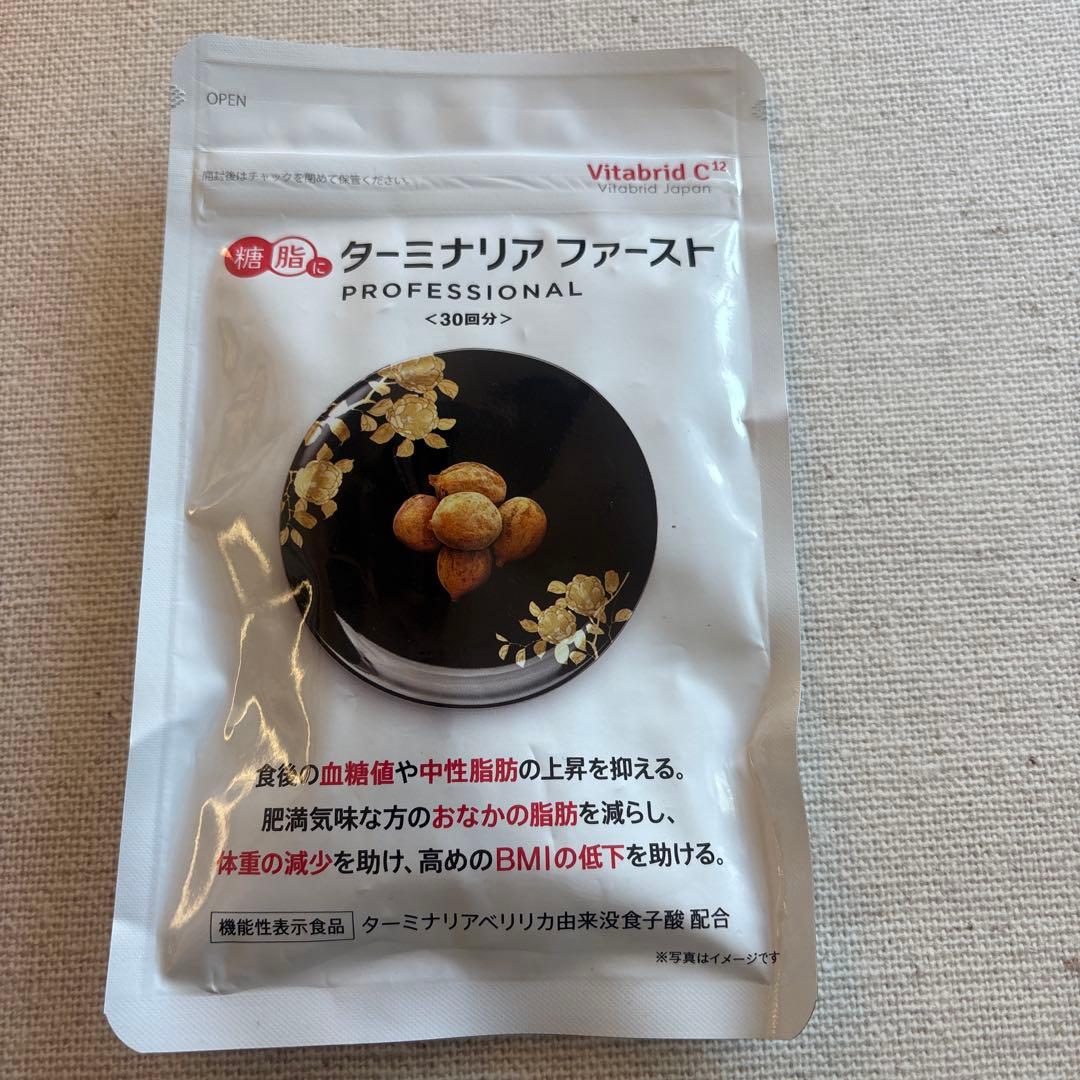 OPEN
開封後はチャックを閉めて保管ください。
Vitabrid C¹²
Vitabrid Japan
糖脂に ターミナリア ファースト
PROFESSIONAL
<30回分>
食後の血糖値や中性脂肪の上昇を抑える。
肥満気味な方のおなかの脂肪を減らし、
体重の減少を助け、高めのBMIの低下を助ける。
機能性表示食品 ターミナリアベリリカ由来没食子酸 配合
※写真はイメージです